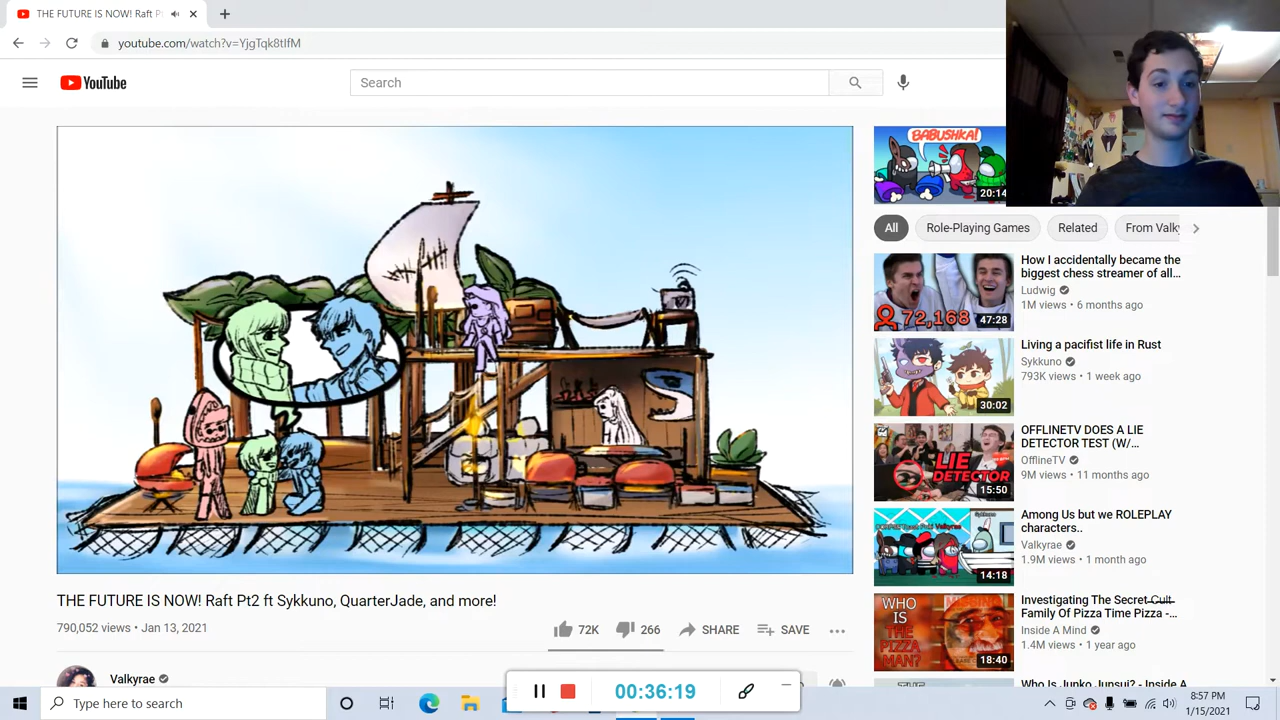 THE FUTURE IS NOW! Raft Pt
youtube.com/watch?v=YjgTqk8tIfM
YouTube
Search
BABUSHKA!
20:14
All
Role-Playing Games
Related
From Valky
How I accidentally became the
biggest chess streamer of all...
Ludwig
1M views • 6 months ago
72,168
47:28
Living a pacifist life in Rust
Sykkuno
793K views • 1 week ago
30:02
OFFLINETV DOES A LIE
DETECTOR TEST (W/...
OfflineTV
9M views • 11 months ago
LIE
DETECTOR
15:50
Among Us but we ROLEPLAY
characters..
Valkyrae
1.9M views • 1 month ago
14:18
Investigating The Secret Cult
Family Of Pizza Time Pizza -...
Inside A Mind
1.4M views • 1 year ago
WHO
IS
THE
PIZZA
MAN?
18:40
Who Is Junko Junsui? - Inside A
THE FUTURE IS NOW! Raft Pt2 ft Sykkuno, QuarterJade, and more!
790,052 views • Jan 13, 2021
72K
266
SHARE
SAVE
Valkyrae
00:36:19
Type here to search
8:57 PM
1/15/2021